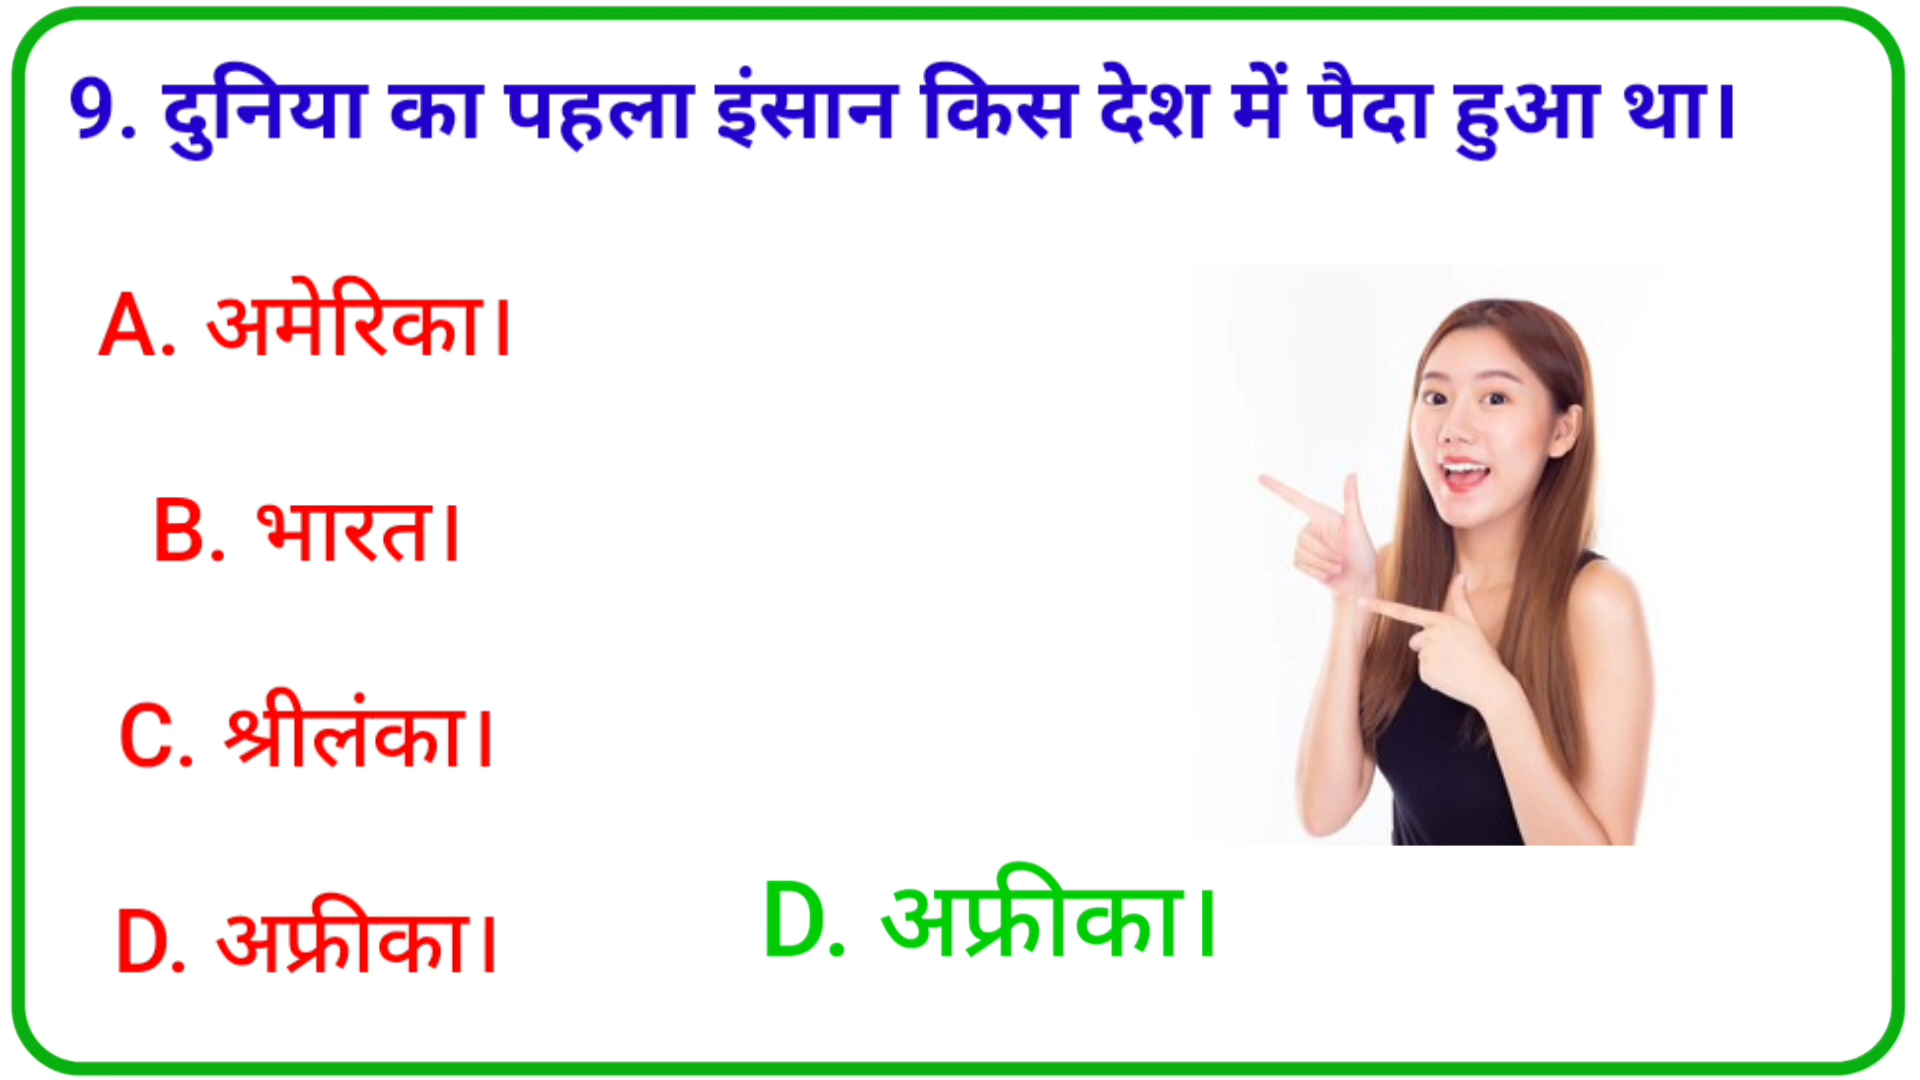 9. दुनिया का पहला इंसान किस देश में पैदा हुआ था।
A. अमेरिका।
B. भारत।
C. श्रीलंका।
D. अफ्रीका।
D. अफ्रीका।